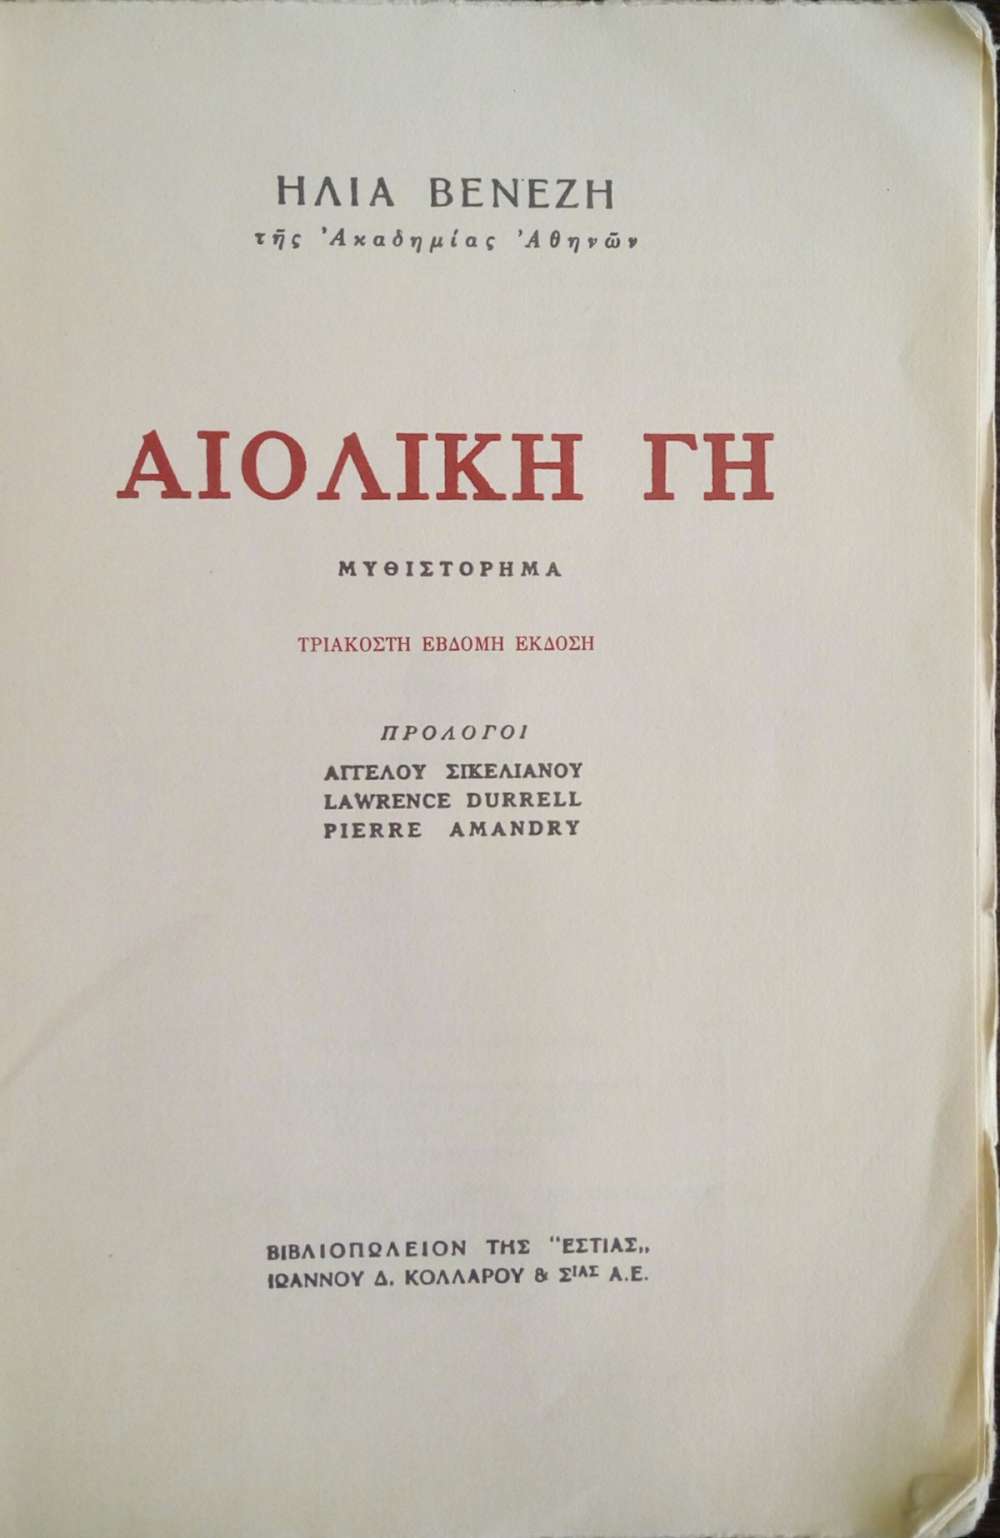 ΗΛΙΑ ΒΕΝΕΖΗ
τῆς Ἀκαδημίας Ἀθηνῶν
ΑΙΟΛΙΚΗ ΓΗ
ΜΥΘΙΣΤΟΡΗΜΑ
ΤΡΙΑΚΟΣΤΗ ΕΒΔΟΜΗ ΕΚΔΟΣΗ
ΠΡΟΛΟΓΟΙ
ΑΓΓΕΛΟΥ ΣΙΚΕΛΙΑΝΟΥ
LAWRENCE DURRELL
PIERRE AMANDRY
ΒΙΒΛΙΟΠΩΛΕΙΟΝ ΤΗΣ "ΕΣΤΙΑΣ„
ΙΩΑΝΝΟΥ Δ. ΚΟΛΛΑΡΟΥ & ΣΙΑΣ Α.Ε.